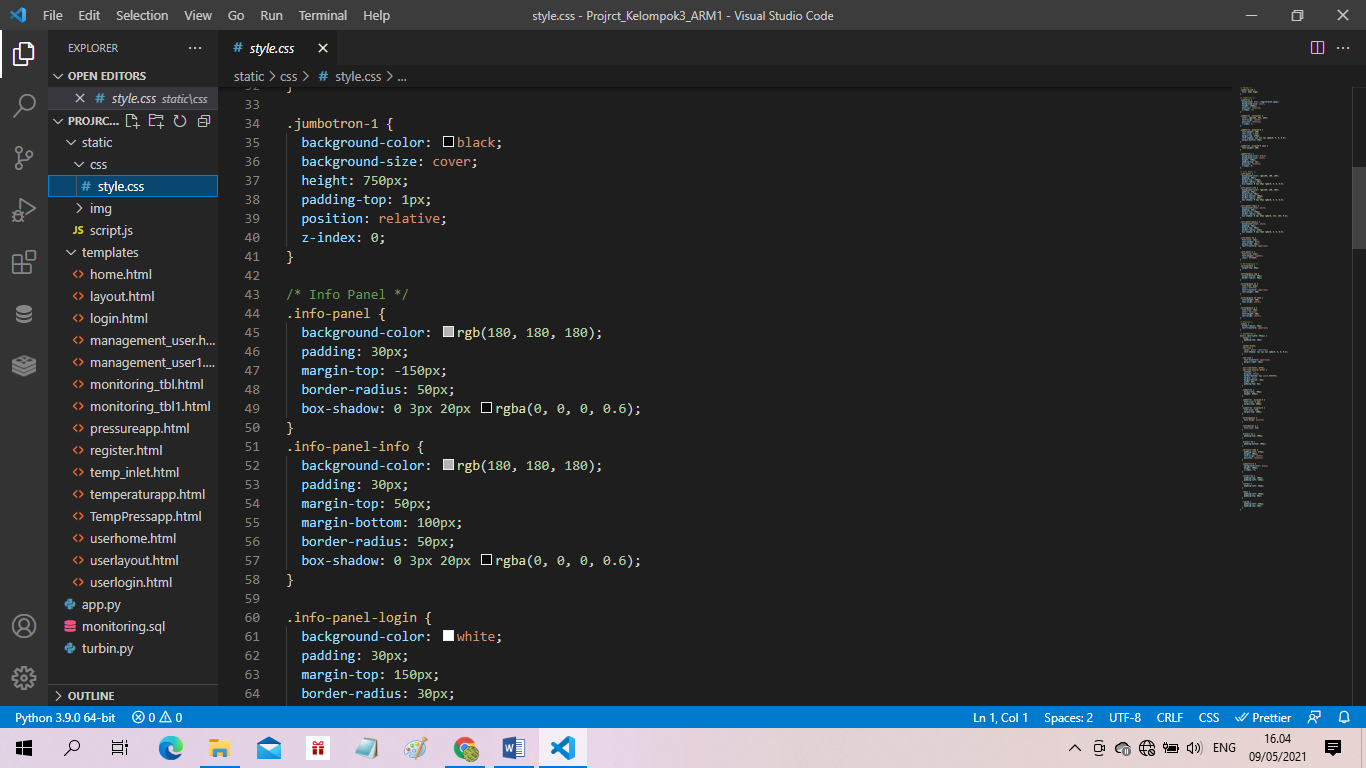 File Edit Selection View Go Run Terminal Help
style.css - Projrct_Kelompok3_ARM1 - Visual Studio Code
EXPLORER
OPEN EDITORS
# style.css static\css
PROJRC...
static
css
# style.css
img
JS script.js
templates
<> home.html
<> layout.html
<> login.html
<> management_user.h...
<> management_user1....
<> monitoring_tbl.html
<> monitoring_tbl1.html
<> pressureapp.html
<> register.html
<> temp_inlet.html
<> temperaturapp.html
<> TempPressapp.html
<> userhome.html
<> userlayout.html
<> userlogin.html
app.py
monitoring.sql
turbin.py
OUTLINE
# style.css
static > css > # style.css > ...
32 }
33
34 .jumbotron-1 {
35 background-color: black;
36 background-size: cover;
37 height: 750px;
38 padding-top: 1px;
39 position: relative;
40 z-index: 0;
41 }
42
43 /* Info Panel */
44 .info-panel {
45 background-color: rgb(180, 180, 180);
46 padding: 30px;
47 margin-top: -150px;
48 border-radius: 50px;
49 box-shadow: 0 3px 20px rgba(0, 0, 0, 0.6);
50 }
51 .info-panel-info {
52 background-color: rgb(180, 180, 180);
53 padding: 30px;
54 margin-top: 50px;
55 margin-bottom: 100px;
56 border-radius: 50px;
57 box-shadow: 0 3px 20px rgba(0, 0, 0, 0.6);
58 }
59
60 .info-panel-login {
61 background-color: white;
62 padding: 30px;
63 margin-top: 150px;
64 border-radius: 30px;
Python 3.9.0 64-bit 0 0
Ln 1, Col 1 Spaces: 2 UTF-8 CRLF CSS Prettier
ENG
16.04
09/05/2021